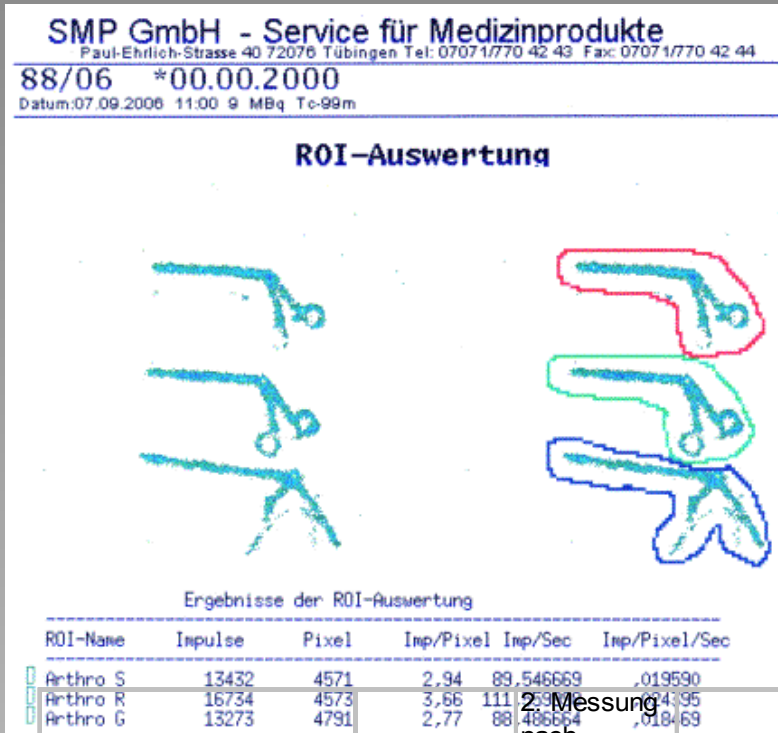 SMP GmbH - Service für Medizinprodukte
Paul-Ehrlich-Strasse 40 72076 Tübingen Tel: 07071/770 42 43 Fax: 07071/770 42 44
88/06 *00.00.2000
Datum:07.09.2006 11:00 9 MBq Tc-99m
ROI-Auswertung
Ergebnisse der ROI-Auswertung
ROI-Name Impulse Pixel Imp/Pixel Imp/Sec Imp/Pixel/Sec
Arthro S 13432 4571 2,94 89,546669 ,019590
Arthro R 16734 4573 3,66
Arthro G 13273 4791 2,77 88,486664 ,018469
2. Messung
nach